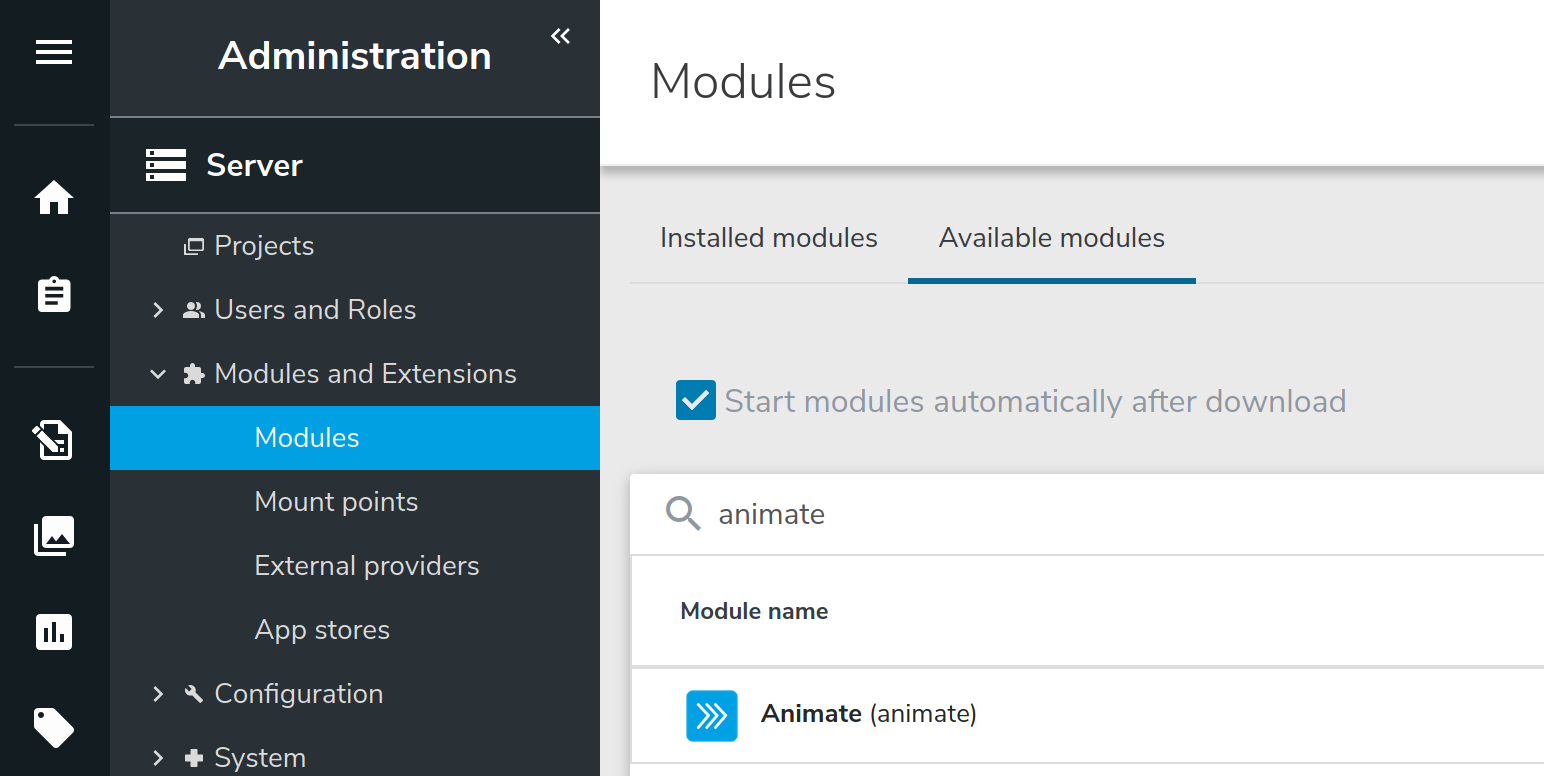 Administration
Server
Projects
Users and Roles
Modules and Extensions
Modules
Mount points
External providers
App stores
Configuration
System
Modules
Installed modules
Available modules
Start modules automatically after download
animate
Module name
Animate (animate)